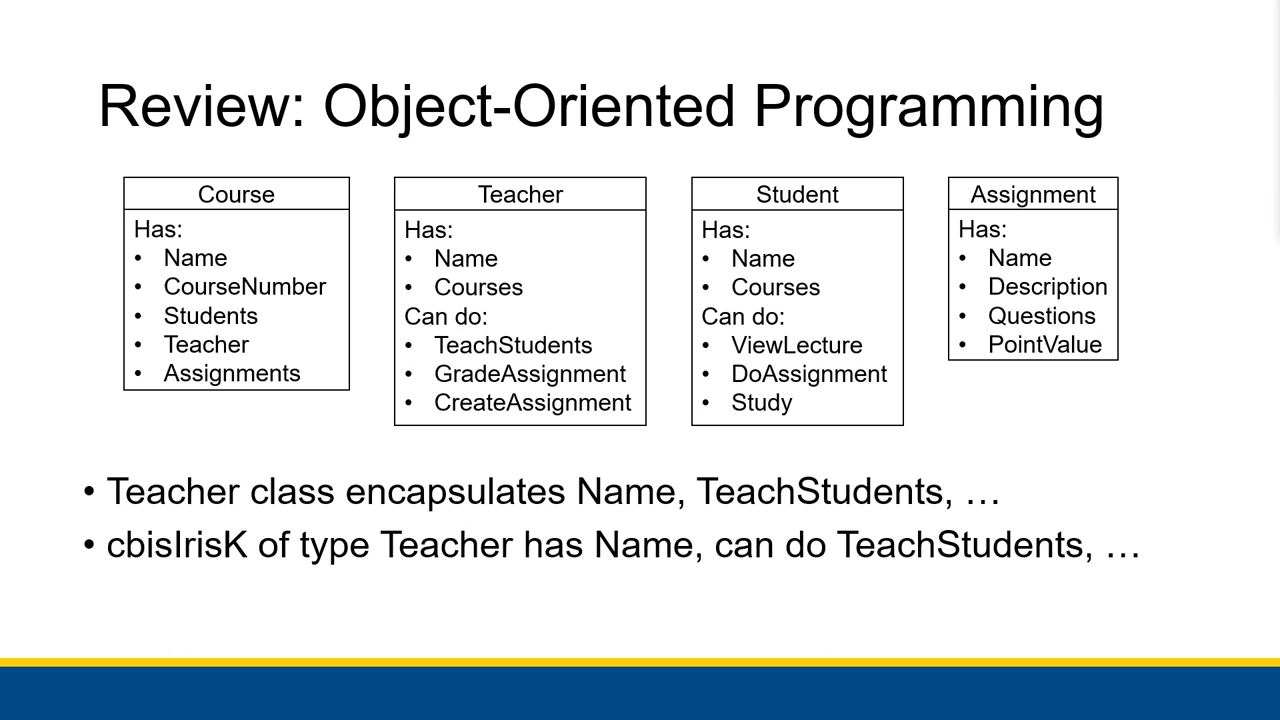 Review: Object-Oriented Programming
Course
Has:
• Name
• CourseNumber
• Students
• Teacher
• Assignments
Teacher
Has:
• Name
• Courses
Can do:
• TeachStudents
• GradeAssignment
• CreateAssignment
Student
Has:
• Name
• Courses
Can do:
• ViewLecture
• DoAssignment
• Study
Assignment
Has:
• Name
• Description
• Questions
• PointValue
• Teacher class encapsulates Name, TeachStudents, …
• cbisIrisK of type Teacher has Name, can do TeachStudents, …